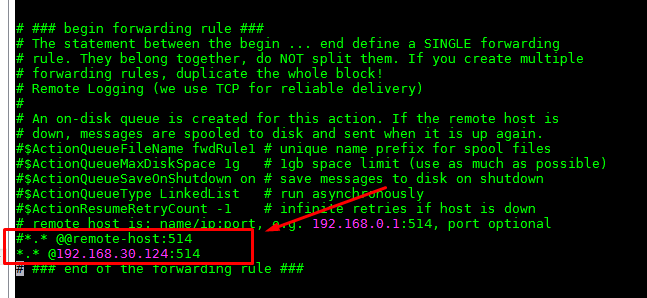 # ### begin forwarding rule ###
# The statement between the begin ... end define a SINGLE forwarding
# rule. They belong together, do NOT split them. If you create multiple
# forwarding rules, duplicate the whole block!
# Remote Logging (we use TCP for reliable delivery)
#
# An on-disk queue is created for this action. If the remote host is
# down, messages are spooled to disk and sent when it is up again.
#$ActionQueueFileName fwdRule1 # unique name prefix for spool files
#$ActionQueueMaxDiskSpace 1g   # 1gb space limit (use as much as possible)
#$ActionQueueSaveOnShutdown on # save messages to disk on shutdown
#$ActionQueueType LinkedList   # run asynchronously
#$ActionResumeRetryCount -1    # infinite retries if host is down
# remote host is: name/ip:port, e.g. 192.168.0.1:514, port optional
#*.* @@remote-host:514
*.* @192.168.30.124:514
# ### end of the forwarding rule ###